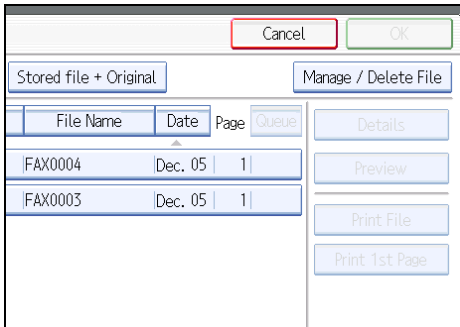 Cancel OK
Stored file + Original Manage / Delete File
File Name Date Page Queue Details
FAX0004 Dec. 05 1 Preview
FAX0003 Dec. 05 1
Print File
Print 1st Page